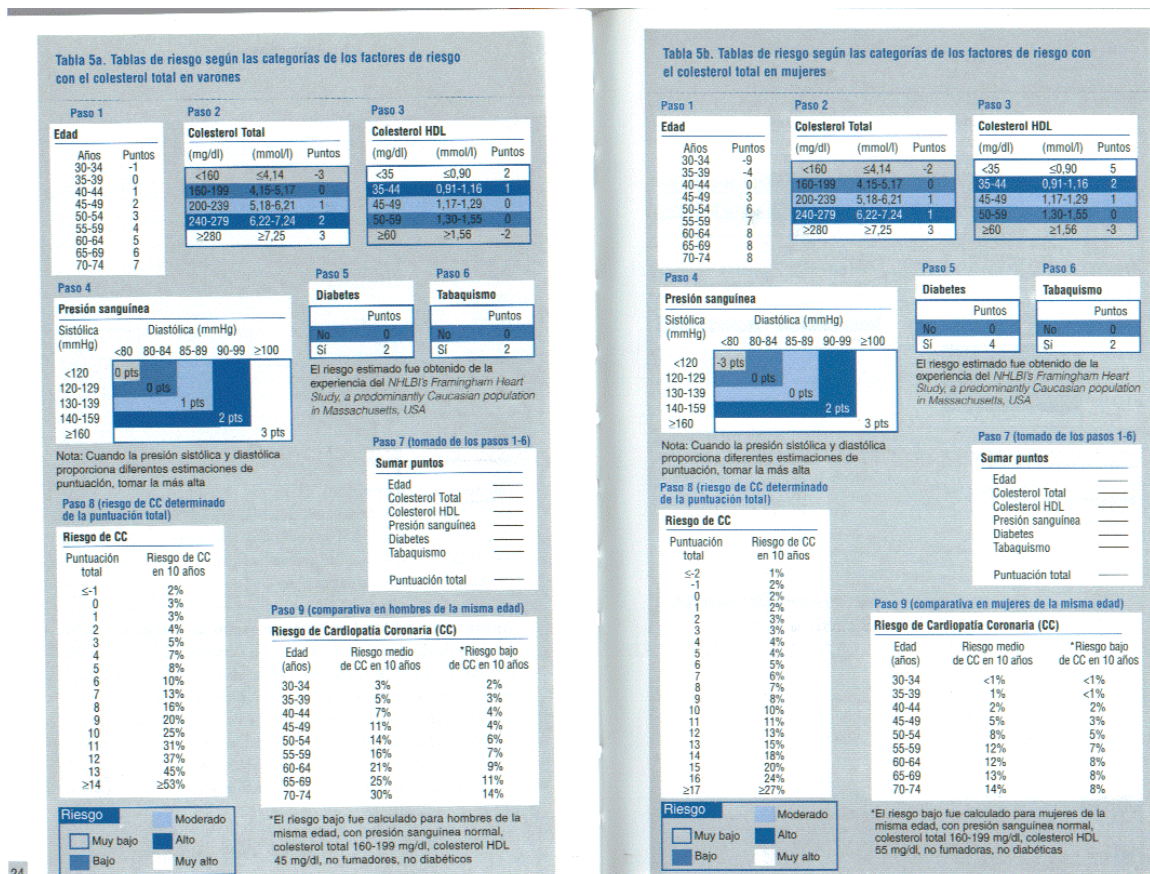 Tabla 5a. Tablas de riesgo según las categorías de los factores de riesgo
con el colesterol total en varones
Paso 1
Edad
Años Puntos
30-34 -1
35-39 0
40-44 1
45-49 2
50-54 3
55-59 4
60-64 5
65-69 6
70-74 7
Paso 2
Colesterol Total
(mg/dl) (mmol/l) Puntos
<160 ≤4,14 -3
160-199 4,15-5,17 0
200-239 5,18-6,21 1
240-279 6,22-7,24 2
≥280 ≥7,25 3
Paso 3
Colesterol HDL
(mg/dl) (mmol/l) Puntos
<35 ≤0,90 2
35-44 0,91-1,16 1
45-49 1,17-1,29 0
50-59 1,30-1,55 0
≥60 ≥1,56 -2
Paso 4
Presión sanguínea
Sistólica Diastólica (mmHg)
(mmHg) <80 80-84 85-89 90-99 ≥100
<120 0 pts
120-129 0 pts
130-139 1 pts
140-159 2 pts
≥160 3 pts
Nota: Cuando la presión sistólica y diastólica
proporciona diferentes estimaciones de
puntuación, tomar la más alta
Paso 5
Diabetes
Puntos
No 0
Sí 2
Paso 6
Tabaquismo
Puntos
No 0
Sí 2
El riesgo estimado fue obtenido de la
experiencia del NHLBI's Framingham Heart
Study, a predominantly Caucasian population
in Massachusetts, USA
Paso 7 (tomado de los pasos 1-6)
Sumar puntos
Edad
Colesterol Total
Colesterol HDL
Presión sanguínea
Diabetes
Tabaquismo
Puntuación total
Paso 8 (riesgo de CC determinado
de la puntuación total)
Riesgo de CC
Puntuación Riesgo de CC
total en 10 años
≤-1 2%
0 3%
1 3%
2 4%
3 5%
4 7%
5 8%
6 10%
7 13%
8 16%
9 20%
10 25%
11 31%
12 37%
13 45%
≥14 ≥53%
Paso 9 (comparativa en hombres de la misma edad)
Riesgo de Cardiopatía Coronaria (CC)
Edad Riesgo medio *Riesgo bajo
(años) de CC en 10 años de CC en 10 años
30-34 3% 2%
35-39 5% 3%
40-44 7% 4%
45-49 11% 4%
50-54 14% 6%
55-59 16% 7%
60-64 21% 9%
65-69 25% 11%
70-74 30% 14%
Riesgo
Moderado
Muy bajo Alto
Bajo Muy alto
*El riesgo bajo fue calculado para hombres de la
misma edad, con presión sanguinea normal,
colesterol total 160-199 mg/dl, colesterol HDL
45 mg/dl, no fumadores, no diabéticos
24
Tabla 5b. Tablas de riesgo según las categorías de los factores de riesgo con
el colesterol total en mujeres
Paso 1
Edad
Años Puntos
30-34 -9
35-39 -4
40-44 0
45-49 3
50-54 6
55-59 7
60-64 8
65-69 8
70-74 8
Paso 2
Colesterol Total
(mg/dl) (mmol/l) Puntos
<160 ≤4,14 -2
160-199 4,15-5,17 0
200-239 5,18-6,21 1
240-279 6,22-7,24 1
≥280 ≥7,25 3
Paso 3
Colesterol HDL
(mg/dl) (mmol/l) Puntos
<35 ≤0,90 5
35-44 0,91-1,16 2
45-49 1,17-1,29 1
50-59 1,30-1,55 0
≥60 ≥1,56 -3
Paso 4
Presión sanguínea
Sistólica Diastólica (mmHg)
(mmHg) <80 80-84 85-89 90-99 ≥100
<120 -3 pts
120-129 0 pts
130-139 0 pts
140-159 2 pts
>160 3 pts
Nota: Cuando la presión sistólica y diastólica
proporciona diferentes estimaciones de
puntuación, tomar la más alta
Paso 5
Diabetes
Puntos
No 0
Sí 4
Paso 6
Tabaquismo
Puntos
No 0
Sí 2
El riesgo estimado fue obtenido de la
experiencia del NHLBI's Framingham Heart
Study, a predominantly Caucasian population
in Massachusetts, USA
Paso 7 (tomado de los pasos 1-6)
Sumar puntos
Edad
Colesterol Total
Colesterol HDL
Presión sanguínea
Diabetes
Tabaquismo
Puntuación total
Paso 8 (riesgo de CC determinado
de la puntuación total)
Riesgo de CC
Puntuación Riesgo de CC
total en 10 años
≤-2 1%
-1 2%
0 2%
1 2%
2 3%
3 3%
4 4%
5 4%
6 5%
7 6%
8 7%
9 8%
10 10%
11 11%
12 13%
13 15%
14 18%
15 20%
16 24%
≥17 ≥27%
Paso 9 (comparativa en mujeres de la misma edad)
Riesgo de Cardiopatía Coronaria (CC)
Edad Riesgo medio *Riesgo bajo
(años) de CC en 10 años de CC en 10 años
30-34 <1% <1%
35-39 1% <1%
40-44 2% 2%
45-49 5% 3%
50-54 8% 5%
55-59 12% 7%
60-64 12% 8%
65-69 13% 8%
70-74 14% 8%
Riesgo
Moderado
Muy bajo Alto
Bajo Muy alto
*El riesgo bajo fue calculado para mujeres de la
misma edad, con presión sanguinea normal,
colesterol total 160-199 mg/dl, colesterol HDL
55 mg/dl, no fumadoras, no diabéticas